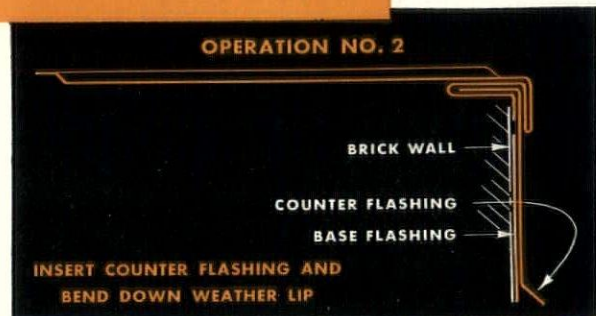 OPERATION NO. 2
BRICK WALL
COUNTER FLASHING
BASE FLASHING
INSERT COUNTER FLASHING AND
BEND DOWN WEATHER LIP